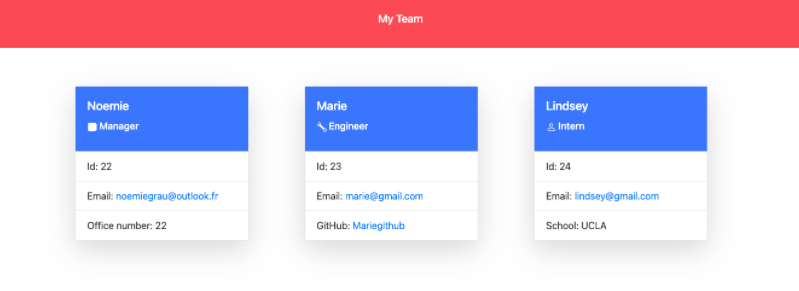 My Team
Noemie
Manager
Id: 22
Email: noemiegrau@outlook.fr
Office number: 22
Marie
Engineer
Id: 23
Email: marie@gmail.com
GitHub: Mariegithub
Lindsey
Intern
Id: 24
Email: lindsey@gmail.com
School: UCLA